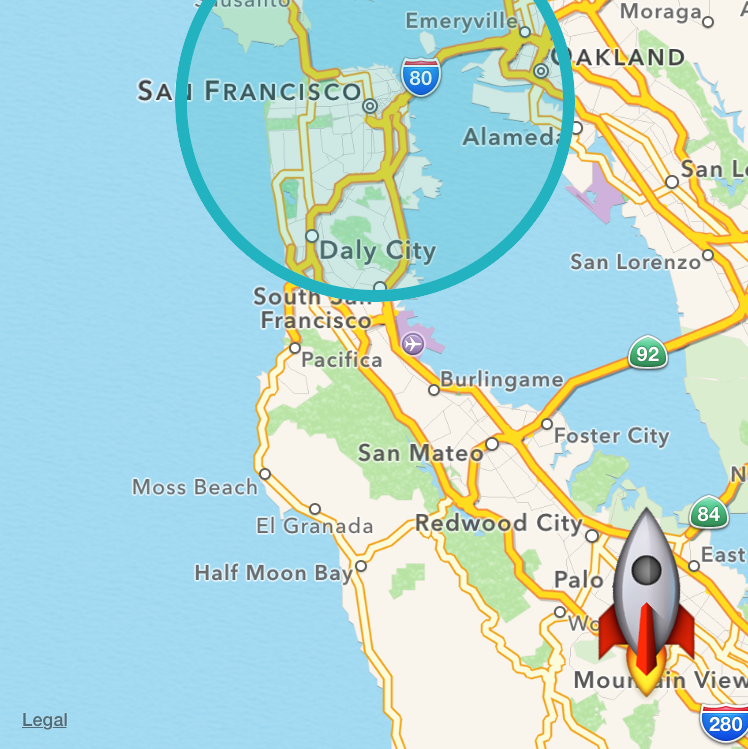 Sausalito
Emeryville
Moraga
OAKLAND
SAN FRANCISCO
80
Alameda
San Le
Daly City
San Lorenzo
South San
Francisco
92
Pacifica
Burlingame
Foster City
San Mateo
Moss Beach
N
84
El Granada
Redwood City
East
Half Moon Bay
Palo
Wo
Mountain View
Legal
280